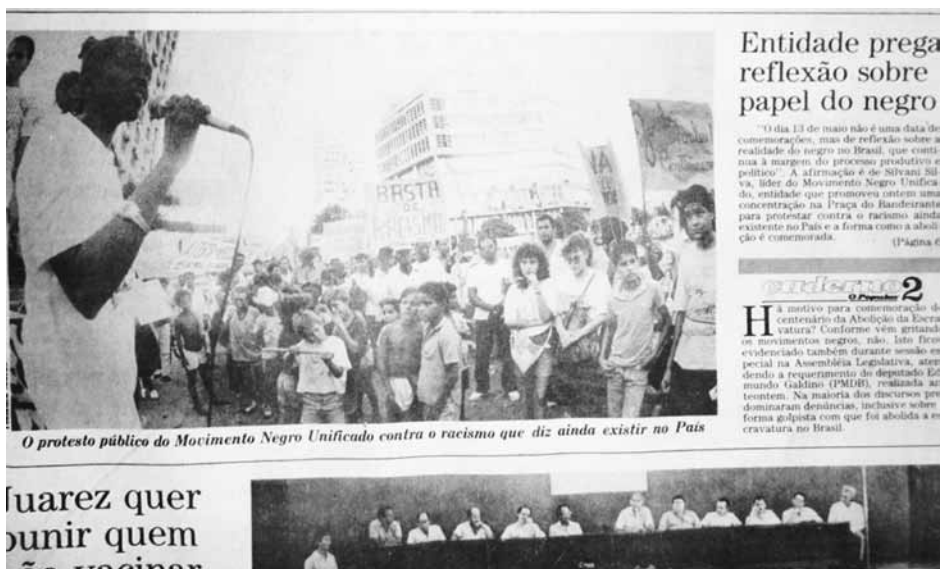 BASTA
DE
RACISMO
O protesto público do Movimento Negro Unificado contra o racismo que diz ainda existir no País
Entidade prega
reflexão sobre
papel do negro
"O dia 13 de maio não é uma data de
comemorações, mas de reflexão sobre a
realidade do negro no Brasil, que conti-
nua à margem do processo produtivo e
político". A afirmação é de Silvani Sil-
va, líder do Movimento Negro Unifica-
do, entidade que promoveu ontem uma
concentração na Praça do Bandeirante
para protestar contra o racismo ainda
existente no País e a forma como a aboli-
ção é comemorada.
(Página 6
caderno 2
O Popular
Há motivo para comemoração do
centenário da Abolição da Escra-
vatura? Conforme vêm gritando
os movimentos negros, não. Isto ficou
evidenciado também durante sessão es
pecial na Assembléia Legislativa, aten
dendo a requerimento do deputado Ed
mundo Galdino (PMDB), realizada an
teontem. Na maioria dos discursos pre
dominaram denúncias, inclusive sobre a
forma golpista com que foi abolida a es
cravatura no Brasil.
Juarez quer
punir quem
não vacinar